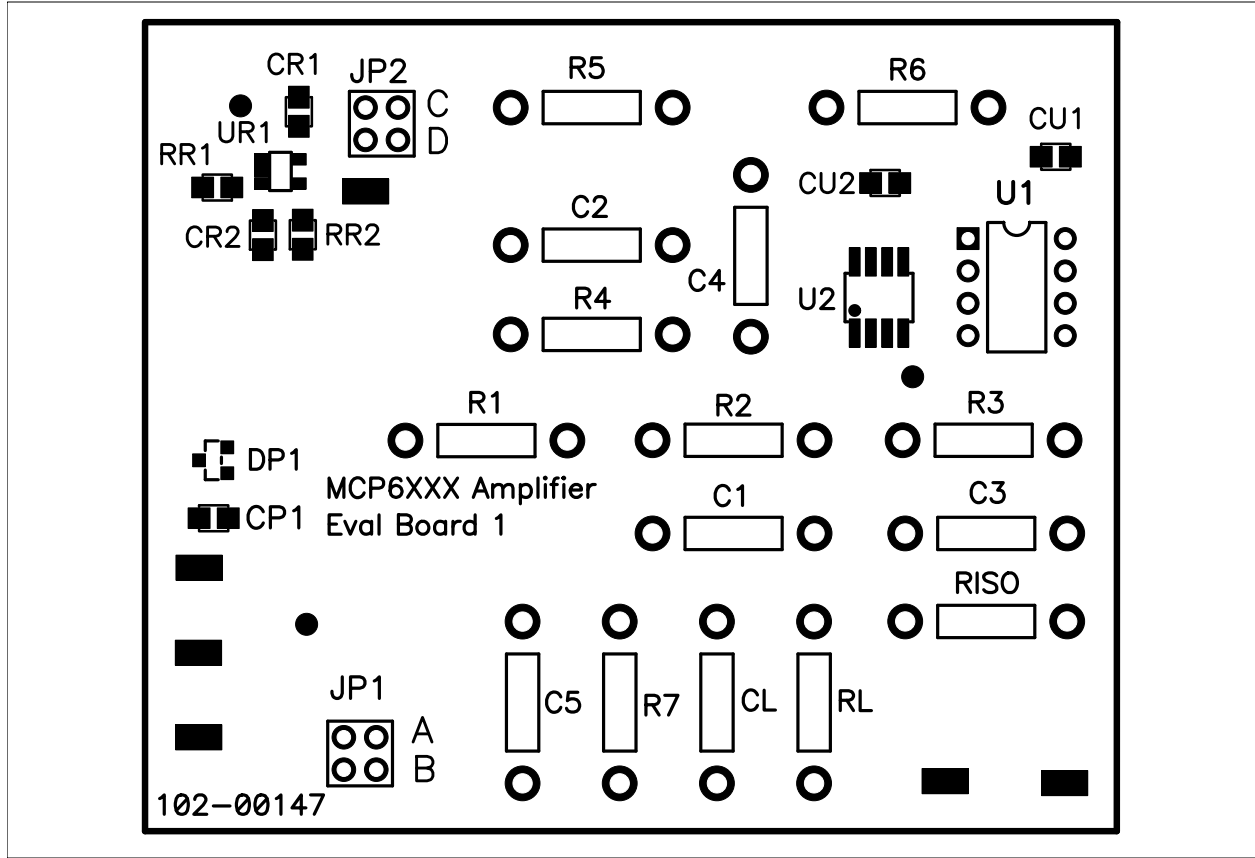 CR1
JP2
R5
R6
C
UR1
CU1
D
RR1
CU2
U1
C2
CR2
RR2
C4
R4
U2
R1
R2
R3
DP1
MCP6XXX Amplifier
C1
C3
CP1
Eval Board 1
RISO
JP1
C5
R7
CL
RL
A
B
102-00147